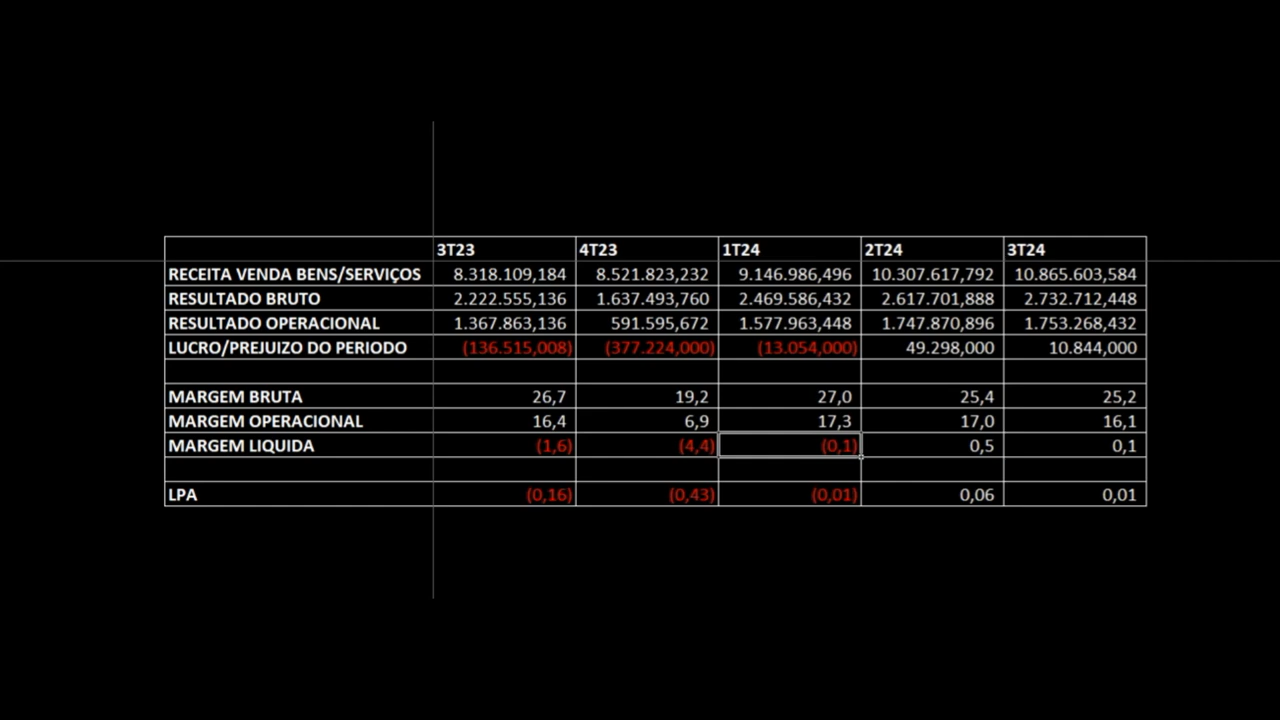 3T23 4T23 1T24 2T24 3T24
RECEITA VENDA BENS/SERVIÇOS 8.318.109,184 8.521.823,232 9.146.986,496 10.307.617,792 10.865.603,584
RESULTADO BRUTO 2.222.555,136 1.637.493,760 2.469.586,432 2.617.701,888 2.732.712,448
RESULTADO OPERACIONAL 1.367.863,136 591.595,672 1.577.963,448 1.747.870,896 1.753.268,432
LUCRO/PREJUIZO DO PERIODO (136.515,008) (377.224,000) (13.054,000) 49.298,000 10.844,000
MARGEM BRUTA 26,7 19,2 27,0 25,4 25,2
MARGEM OPERACIONAL 16,4 6,9 17,3 17,0 16,1
MARGEM LIQUIDA (1,6) (4,4) (0,1) 0,5 0,1
LPA (0,16) (0,43) (0,01) 0,06 0,01